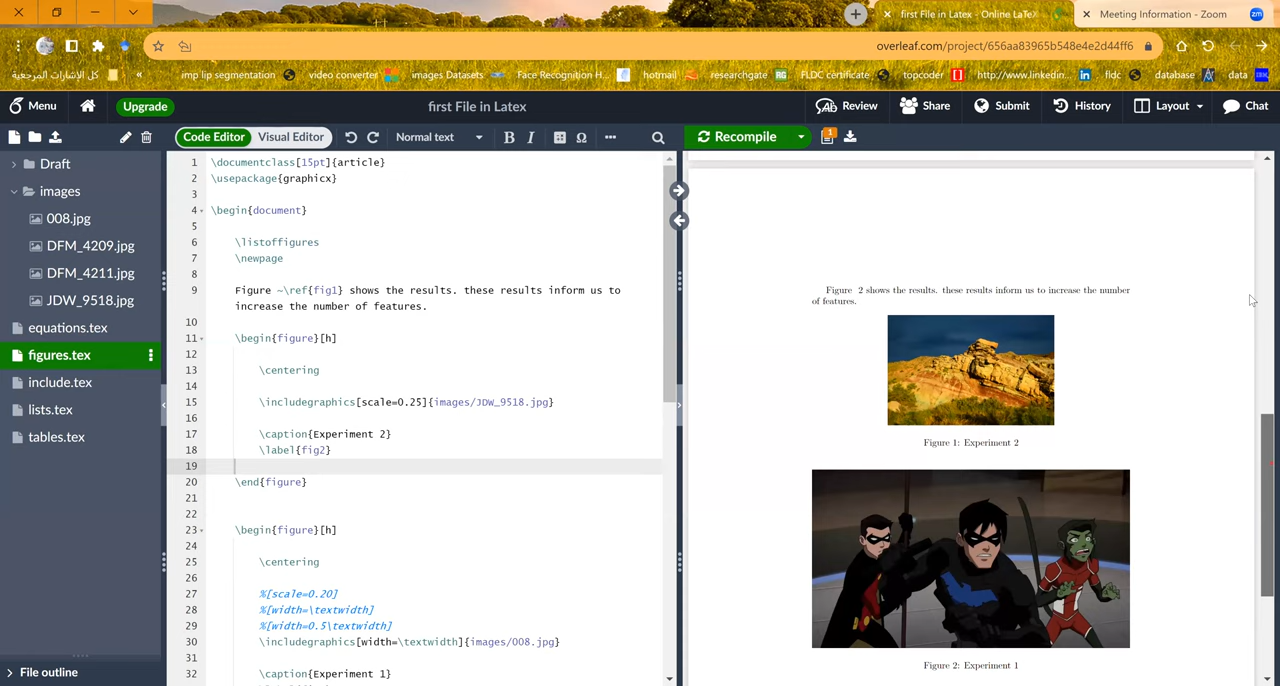 first File in Latex - Online LaTeX
Meeting Information - Zoom
overleaf.com/project/656aa83965b548e4e2d44ff6
كل الإشارات المرجعية
«
imp lip segmentation
video converter
images Datasets
Face Recognition H...
hotmail
researchgate
FLDC certificate
topcoder
http://www.linkedin...
fldc
database
data
Menu
Upgrade
first File in Latex
Review
Share
Submit
History
Layout
Chat
Code Editor
Visual Editor
Normal text
B
I
Ω
Recompile
1
Draft
images
008.jpg
DFM_4209.jpg
DFM_4211.jpg
JDW_9518.jpg
equations.tex
figures.tex
include.tex
lists.tex
tables.tex
File outline
1 \documentclass[15pt]{article}
2 \usepackage{graphicx}
3
4 \begin{document}
5
6 \listoffigures
7 \newpage
8
9 Figure ~\ref{fig1} shows the results. these results inform us to
increase the number of features.
10
11 \begin{figure}[h]
12
13 \centering
14
15 \includegraphics[scale=0.25]{images/JDW_9518.jpg}
16
17 \caption{Experiment 2}
18 \label{fig2}
19
20 \end{figure}
21
22
23 \begin{figure}[h]
24
25 \centering
26
27 %[scale=0.20]
28 %[width=\textwidth]
29 %[width=0.5\textwidth]
30 \includegraphics[width=\textwidth]{images/008.jpg}
31
32 \caption{Experiment 1}
Figure 2 shows the results. these results inform us to increase the number
of features.
Figure 1: Experiment 2
Figure 2: Experiment 1